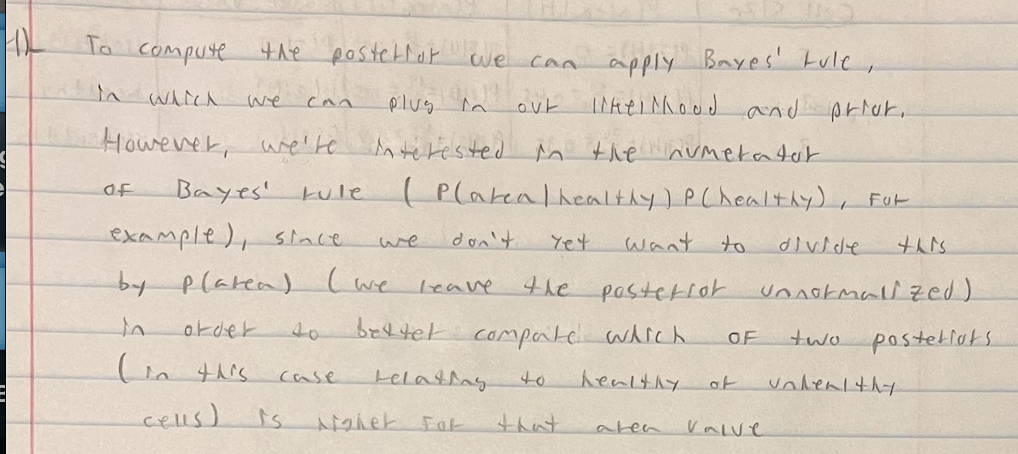 1) To compute the posterior we can apply Bayes' rule,
in which we can plug in our likelihood and prior.
However, we're interested in the numerator
of Bayes' rule ( P(area|healthy) P(healthy), for
example), since we don't yet want to divide this
by P(area) (we leave the posterior unnormalized)
in order to better compare which of two posteriors
(in this case relating to healthy or unhealthy
cells) is higher for that area value